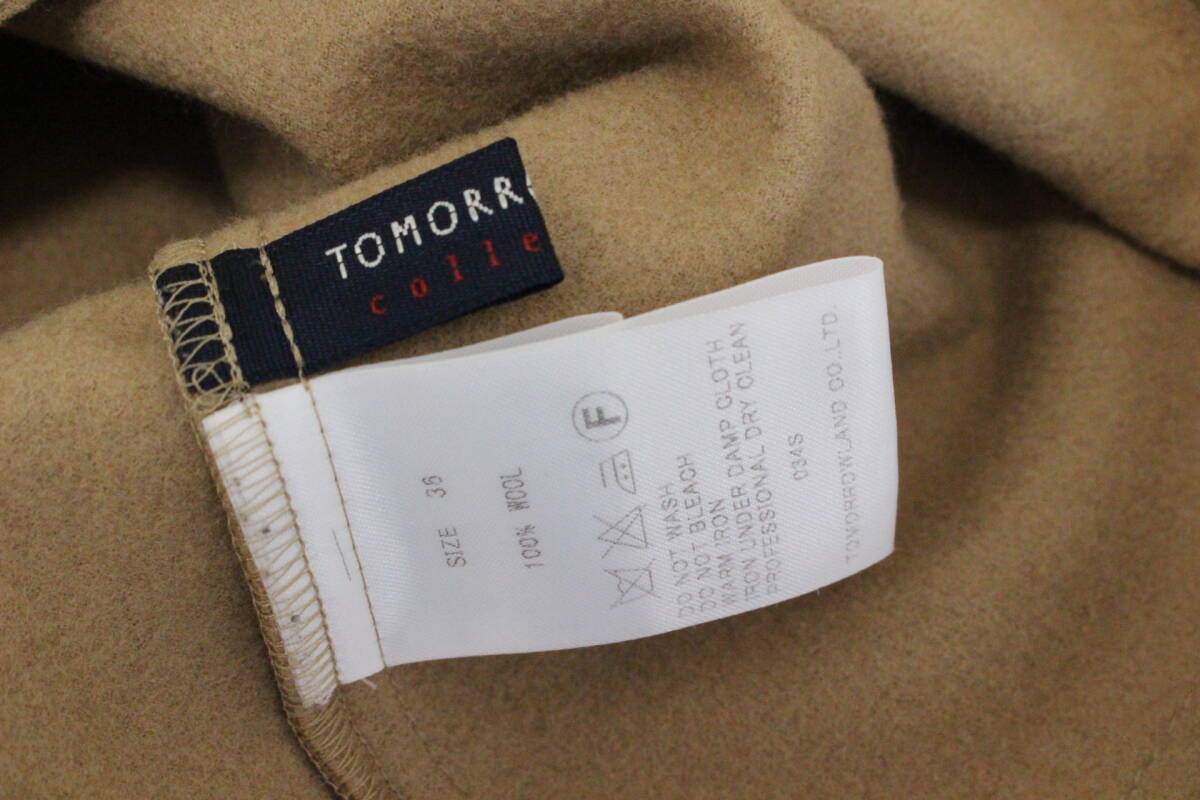 TOMORR
colle
SIZE 36
100% WOOL
F
DO NOT WASH
DO NOT BLEACH
WARM IRON
IRON UNDER DAMP CLOTH
PROFESSIONAL DRY CLEAN
034S
TOMORROWLAND CO.,LTD.